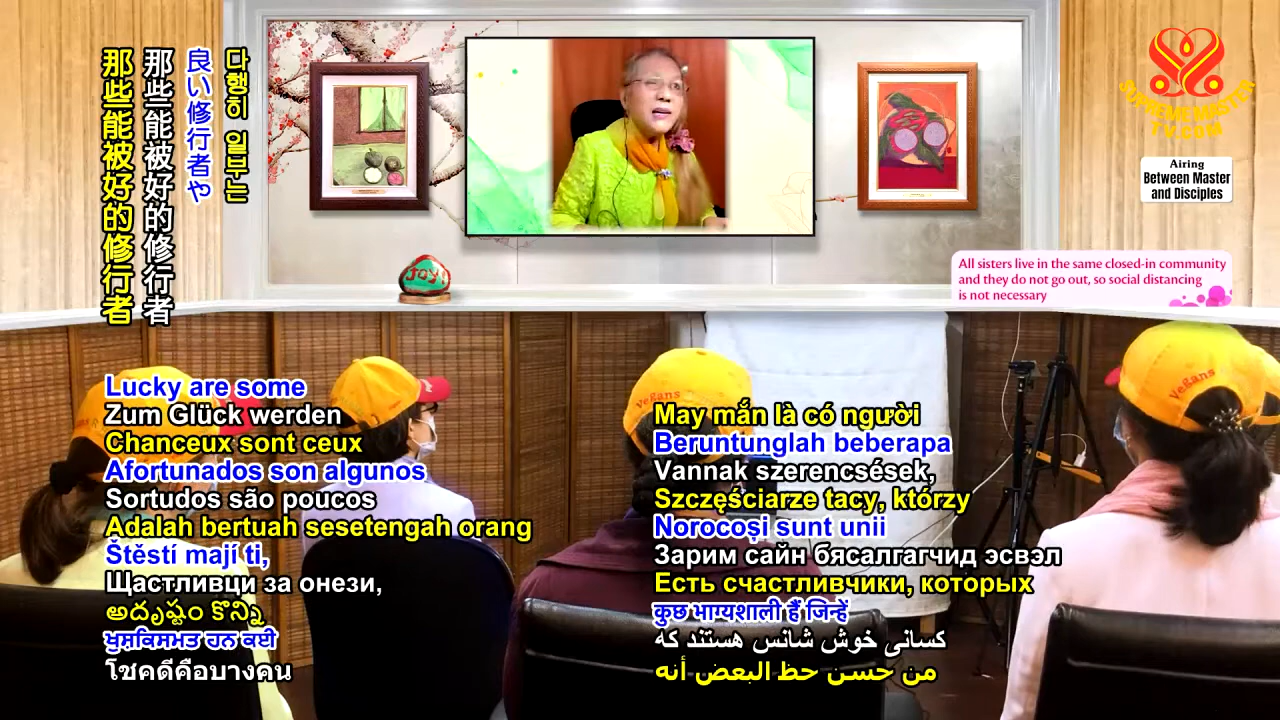 다행히 일부는
良い修行者や
那些能被好的修行者
那些能被好的修行者
SUPREME MASTER
TV.COM
Airing
Between Master
and Disciples
All sisters live in the same closed-in community
and they do not go out, so social distancing
is not necessary
JOY
vegans
vegans
Lucky are some
Zum Glück werden
Chanceux sont ceux
Afortunados son algunos
Sortudos são poucos
Adalah bertuah sesetengah orang
Štěstí mají ti,
Щастливци за онези,
అదృష్టం కొన్ని
ਖੁਸ਼ਕਿਸਮਤ ਹਨ ਕਈ
โชคดีคือบางคน
May mắn là có người
Beruntunglah beberapa
Vannak szerencsések,
Szczęściarze tacy, którzy
Norocoși sunt unii
Зарим сайн бясалгагчид эсвэл
Есть счастливчики, которых
कुछ भाग्यशाली हैं जिन्हें
کسانی خوش شانس هستند که
من حسن حظ البعض أنه